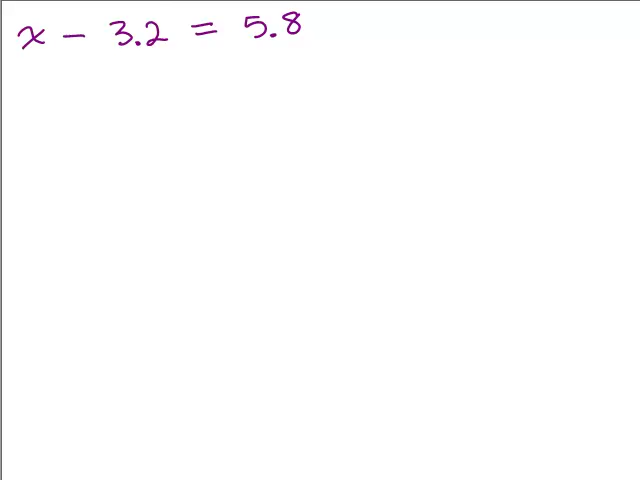 x - 3.2 = 5.8